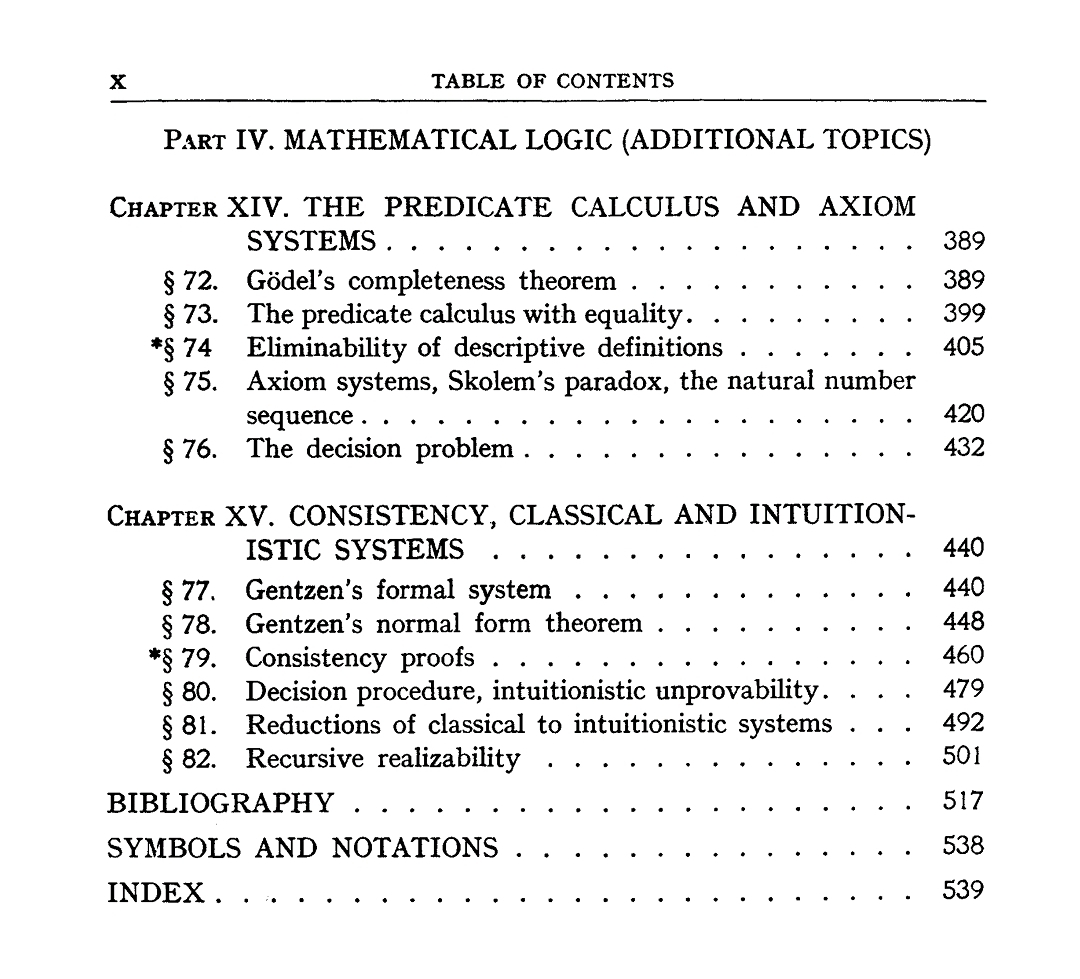 X TABLE OF CONTENTS
PART IV. MATHEMATICAL LOGIC (ADDITIONAL TOPICS)
CHAPTER XIV. THE PREDICATE CALCULUS AND AXIOM
SYSTEMS . . . . . . . . . . . . . . . . . . . . . 389
§ 72. Gödel's completeness theorem . . . . . . . . . . . 389
§ 73. The predicate calculus with equality . . . . . . . . . 399
*§ 74 Eliminability of descriptive definitions . . . . . . . 405
§ 75. Axiom systems, Skolem's paradox, the natural number
sequence . . . . . . . . . . . . . . . . . . . . . . 420
§ 76. The decision problem . . . . . . . . . . . . . . . 432
CHAPTER XV. CONSISTENCY, CLASSICAL AND INTUITION-
ISTIC SYSTEMS . . . . . . . . . . . . . . . . 440
§ 77. Gentzen's formal system . . . . . . . . . . . . . 440
§ 78. Gentzen's normal form theorem . . . . . . . . . . 448
*§ 79. Consistency proofs . . . . . . . . . . . . . . . . 460
§ 80. Decision procedure, intuitionistic unprovability . . . . 479
§ 81. Reductions of classical to intuitionistic systems . . . 492
§ 82. Recursive realizability . . . . . . . . . . . . . . 501
BIBLIOGRAPHY . . . . . . . . . . . . . . . . . . . . . 517
SYMBOLS AND NOTATIONS . . . . . . . . . . . . . . . 538
INDEX . . . . . . . . . . . . . . . . . . . . . . . . . . 539